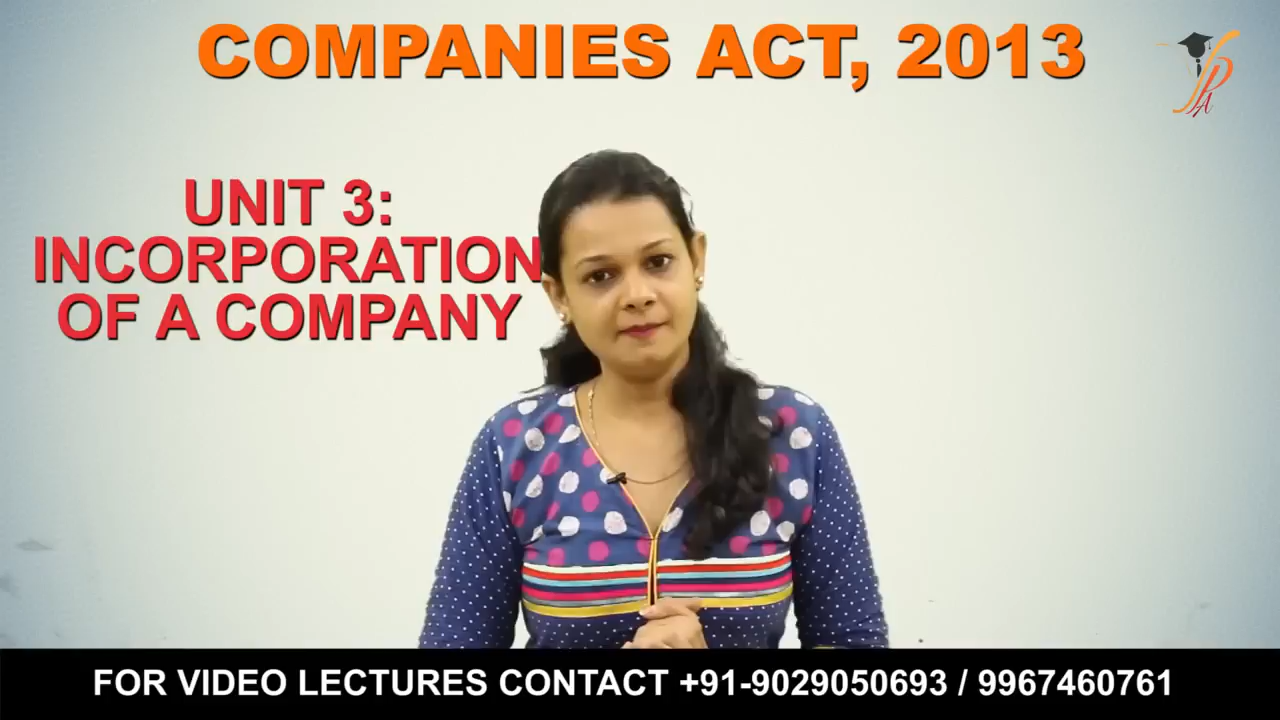 COMPANIES ACT, 2013
UNIT 3:
INCORPORATION
OF A COMPANY
FOR VIDEO LECTURES CONTACT +91-9029050693 / 9967460761